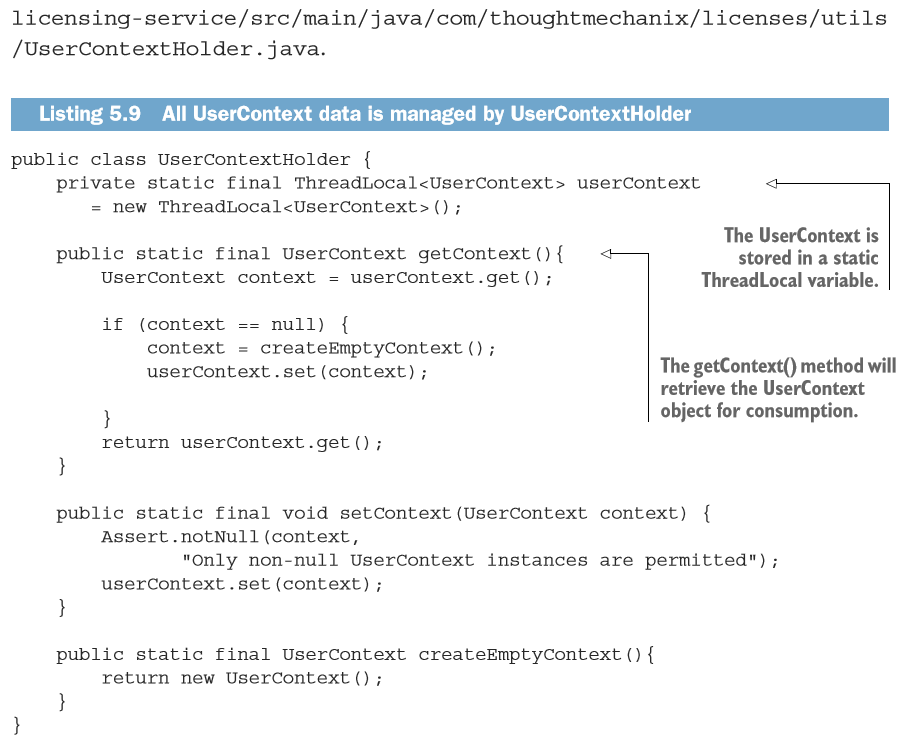 licensing-service/src/main/java/com/thoughtmechanix/licenses/utils
/UserContextHolder.java.
Listing 5.9 All UserContext data is managed by UserContextHolder
public class UserContextHolder {
    private static final ThreadLocal<UserContext> userContext
       = new ThreadLocal<UserContext>();
The UserContext is
stored in a static
ThreadLocal variable.
    public static final UserContext getContext(){
        UserContext context = userContext.get();
        if (context == null) {
            context = createEmptyContext();
            userContext.set(context);
        }
        return userContext.get();
    }
The getContext() method will
retrieve the UserContext
object for consumption.
    public static final void setContext(UserContext context) {
        Assert.notNull(context,
               "Only non-null UserContext instances are permitted");
        userContext.set(context);
    }
    public static final UserContext createEmptyContext(){
        return new UserContext();
    }
}